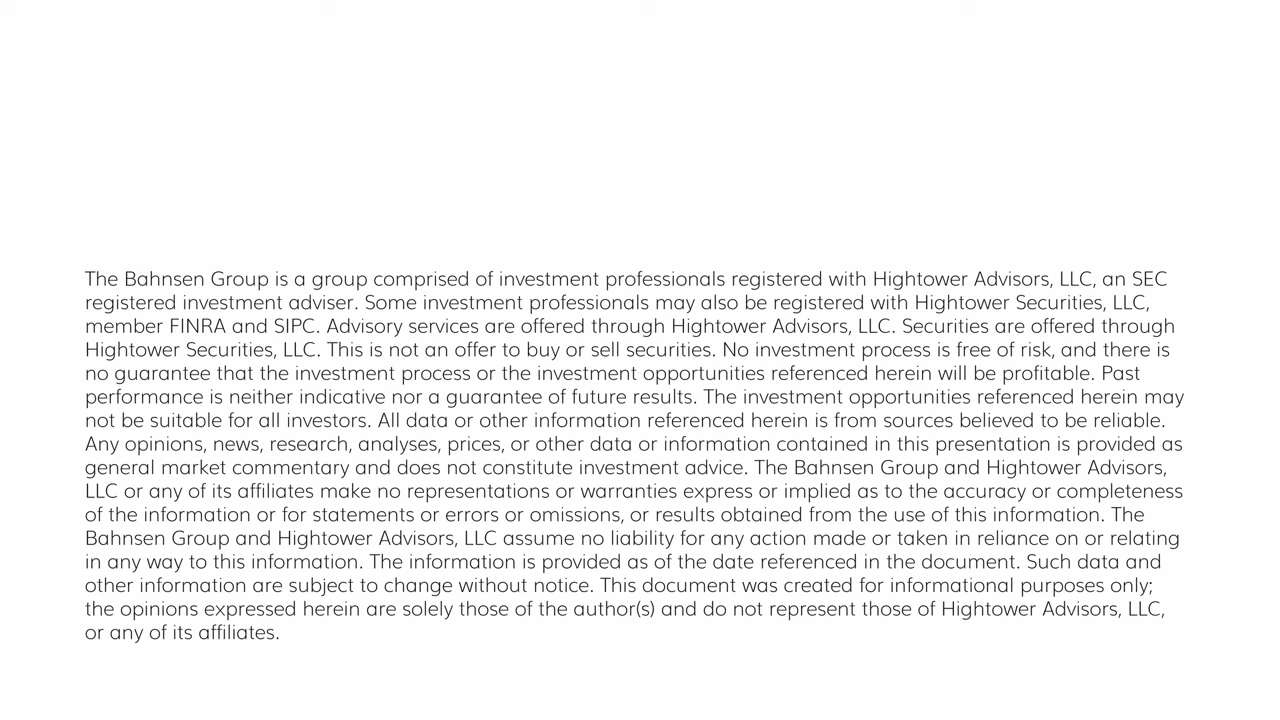 The Bahnsen Group is a group comprised of investment professionals registered with Hightower Advisors, LLC, an SEC
registered investment adviser. Some investment professionals may also be registered with Hightower Securities, LLC,
member FINRA and SIPC. Advisory services are offered through Hightower Advisors, LLC. Securities are offered through
Hightower Securities, LLC. This is not an offer to buy or sell securities. No investment process is free of risk, and there is
no guarantee that the investment process or the investment opportunities referenced herein will be profitable. Past
performance is neither indicative nor a guarantee of future results. The investment opportunities referenced herein may
not be suitable for all investors. All data or other information referenced herein is from sources believed to be reliable.
Any opinions, news, research, analyses, prices, or other data or information contained in this presentation is provided as
general market commentary and does not constitute investment advice. The Bahnsen Group and Hightower Advisors,
LLC or any of its affiliates make no representations or warranties express or implied as to the accuracy or completeness
of the information or for statements or errors or omissions, or results obtained from the use of this information. The
Bahnsen Group and Hightower Advisors, LLC assume no liability for any action made or taken in reliance on or relating
in any way to this information. The information is provided as of the date referenced in the document. Such data and
other information are subject to change without notice. This document was created for informational purposes only;
the opinions expressed herein are solely those of the author(s) and do not represent those of Hightower Advisors, LLC,
or any of its affiliates.